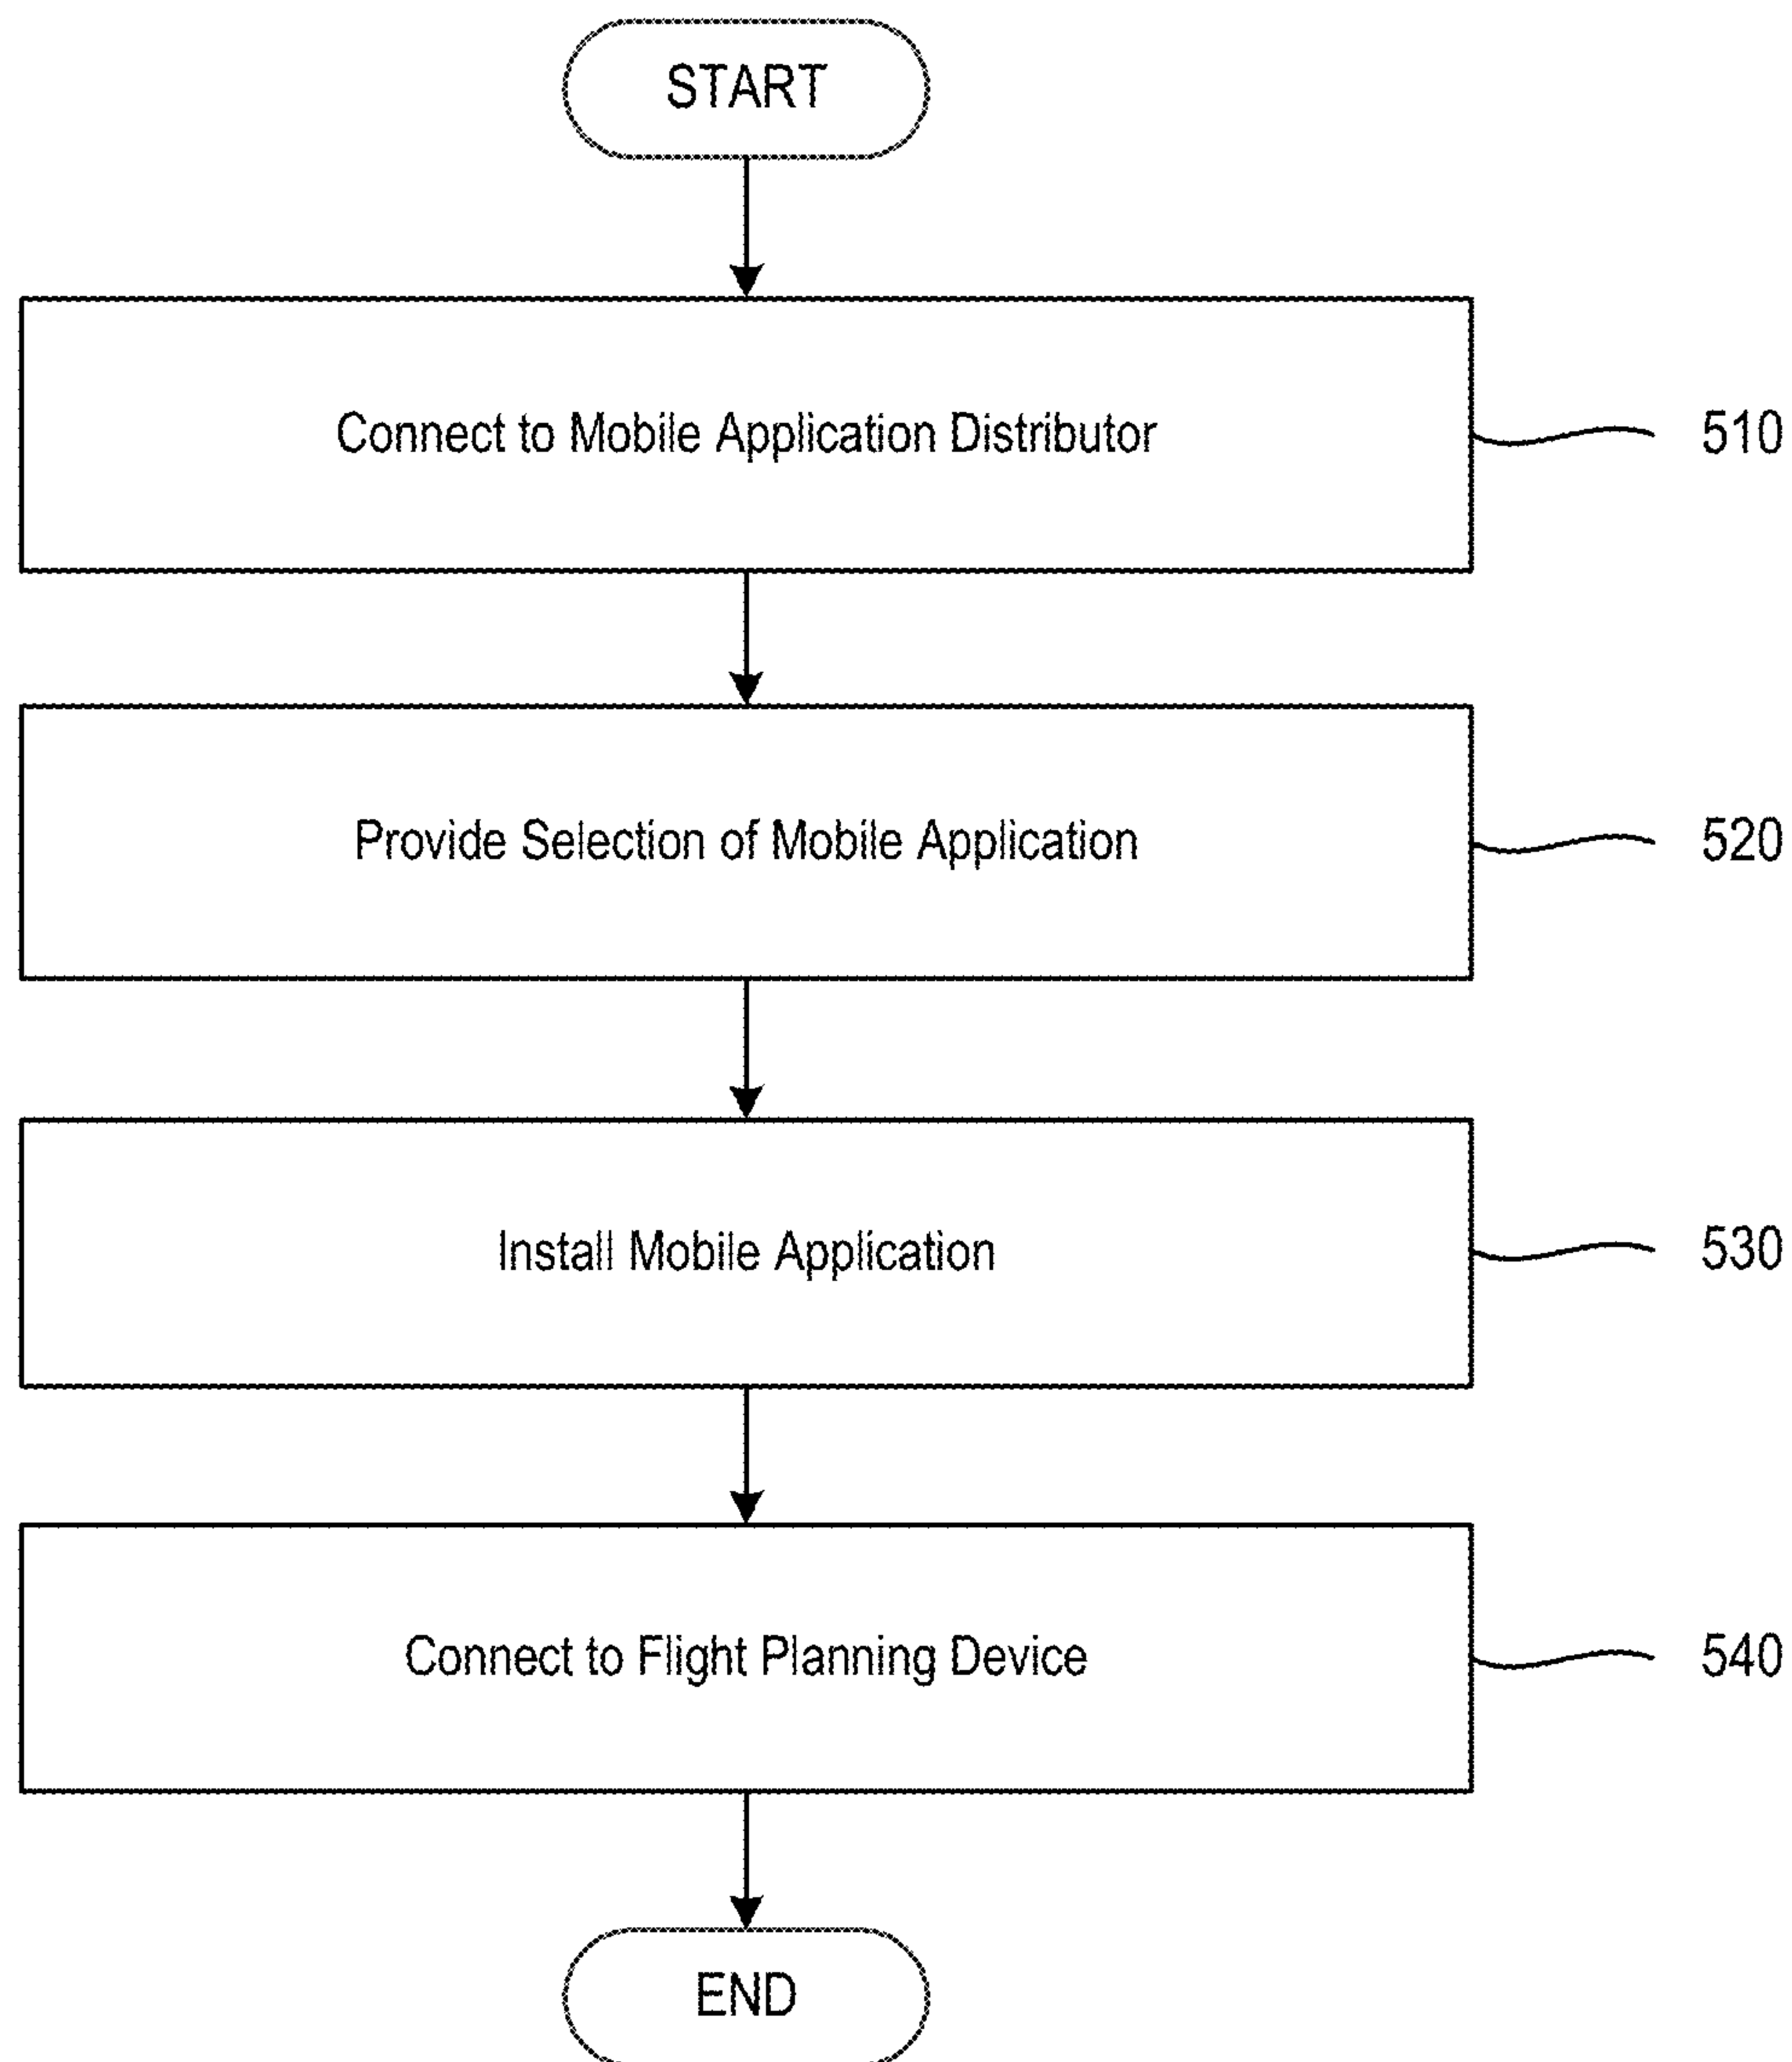 START
Connect to Mobile Application Distributor
510
Provide Selection of Mobile Application
520
Install Mobile Application
530
Connect to Flight Planning Device
540
END